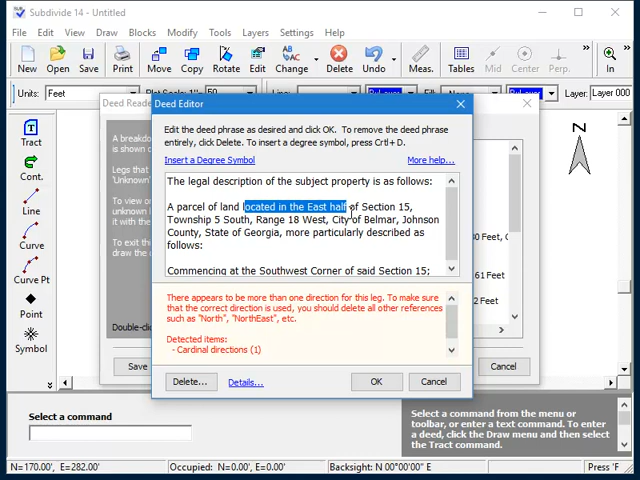 Subdivide 14 - Untitled
File Edit View Draw Blocks Modify Tools Layers Settings Help
New Open Save Print Move Copy Rotate Edit Change Delete Undo Meas. Tables Mid Center Perp. In
Units: Feet Plat Scale: 1" 50 Line: ByLayer Fill: ByLayer Layer: Layer 000
Tract
Cont.
Line
Curve
Curve Pt
Point
Symbol
Deed Reader
A breakdo
is shown
Legs that
'Unknown'
To view or
unknown l
it with the
To exit th
draw the
Double-clic
Save
30 Feet, C
61 Feet
2 Feet
Cancel
Deed Editor
Edit the deed phrase as desired and click OK. To remove the deed phrase
entirely, click Delete. To insert a degree symbol, press Crtl+ D.
Insert a Degree Symbol More help...
The legal description of the subject property is as follows:
A parcel of land located in the East half of Section 15,
Township 5 South, Range 18 West, City of Belmar, Johnson
County, State of Georgia, more particularly described as
follows:
Commencing at the Southwest Corner of said Section 15;
There appears to be more than one direction for this leg. To make sure
that the correct direction is used, you should delete all other references
such as "North", "NorthEast", etc.
Detected items:
- Cardinal directions (1)
Delete... Details... OK Cancel
N
Select a command
Select a command from the menu or
toolbar, or enter a text command. To enter
a deed, click the Draw menu and then select
the Tract command.
N=170.00, E=282.00 Occupied: N=0.00, E=0.00 Backsight: N 00°00'00" E